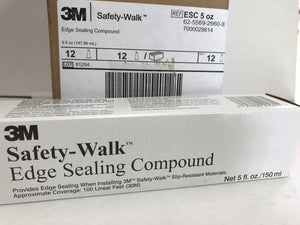 3M
Safety-Walk™
Edge Sealing Compound
5 fl oz (147.86 mL)
REF ESC 5 oz
62-5569-2860-8
7000028614
12
12
LOT 81294
3M
Safety-Walk™
Edge Sealing Compound
Provides Edge Sealing When Installing 3M™ Safety-Walk™ Slip-Resistant Materials.
Approximate Coverage: 100 Lineal Feet (30M)
Net 5 fl. oz./150 ml